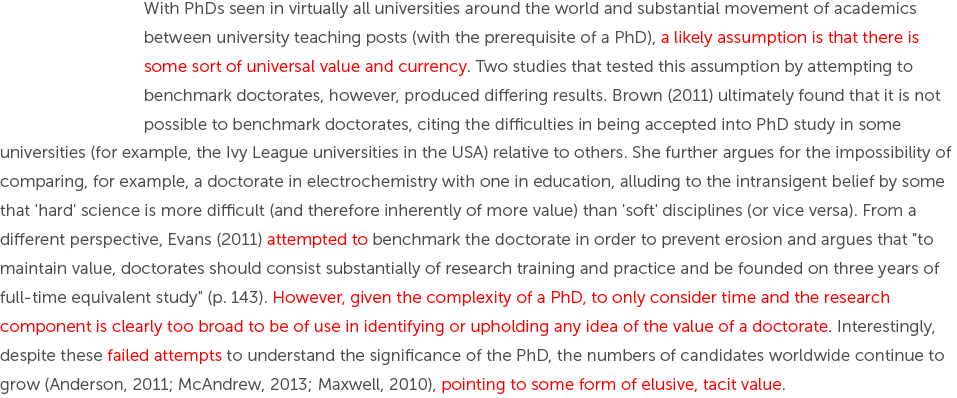 With PhDs seen in virtually all universities around the world and substantial movement of academics
between university teaching posts (with the prerequisite of a PhD), a likely assumption is that there is
some sort of universal value and currency. Two studies that tested this assumption by attempting to
benchmark doctorates, however, produced differing results. Brown (2011) ultimately found that it is not
possible to benchmark doctorates, citing the difficulties in being accepted into PhD study in some
universities (for example, the Ivy League universities in the USA) relative to others. She further argues for the impossibility of
comparing, for example, a doctorate in electrochemistry with one in education, alluding to the intransigent belief by some
that 'hard' science is more difficult (and therefore inherently of more value) than 'soft' disciplines (or vice versa). From a
different perspective, Evans (2011) attempted to benchmark the doctorate in order to prevent erosion and argues that "to
maintain value, doctorates should consist substantially of research training and practice and be founded on three years of
full-time equivalent study" (p. 143). However, given the complexity of a PhD, to only consider time and the research
component is clearly too broad to be of use in identifying or upholding any idea of the value of a doctorate. Interestingly,
despite these failed attempts to understand the significance of the PhD, the numbers of candidates worldwide continue to
grow (Anderson, 2011; McAndrew, 2013; Maxwell, 2010), pointing to some form of elusive, tacit value.